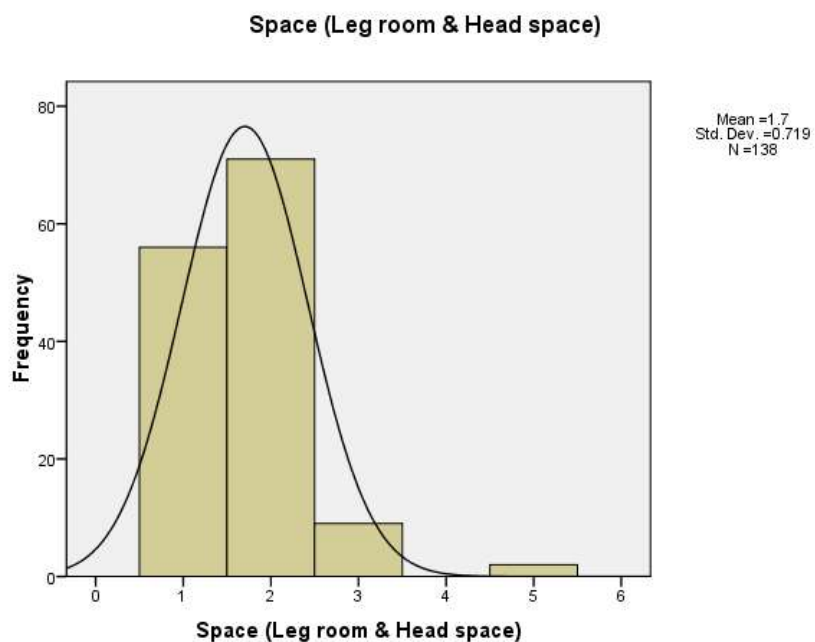 Space (Leg room & Head space)
Mean =1.7
Std. Dev. =0.719
N =138
Frequency
80
60
40
20
0
0 1 2 3 4 5 6
Space (Leg room & Head space)